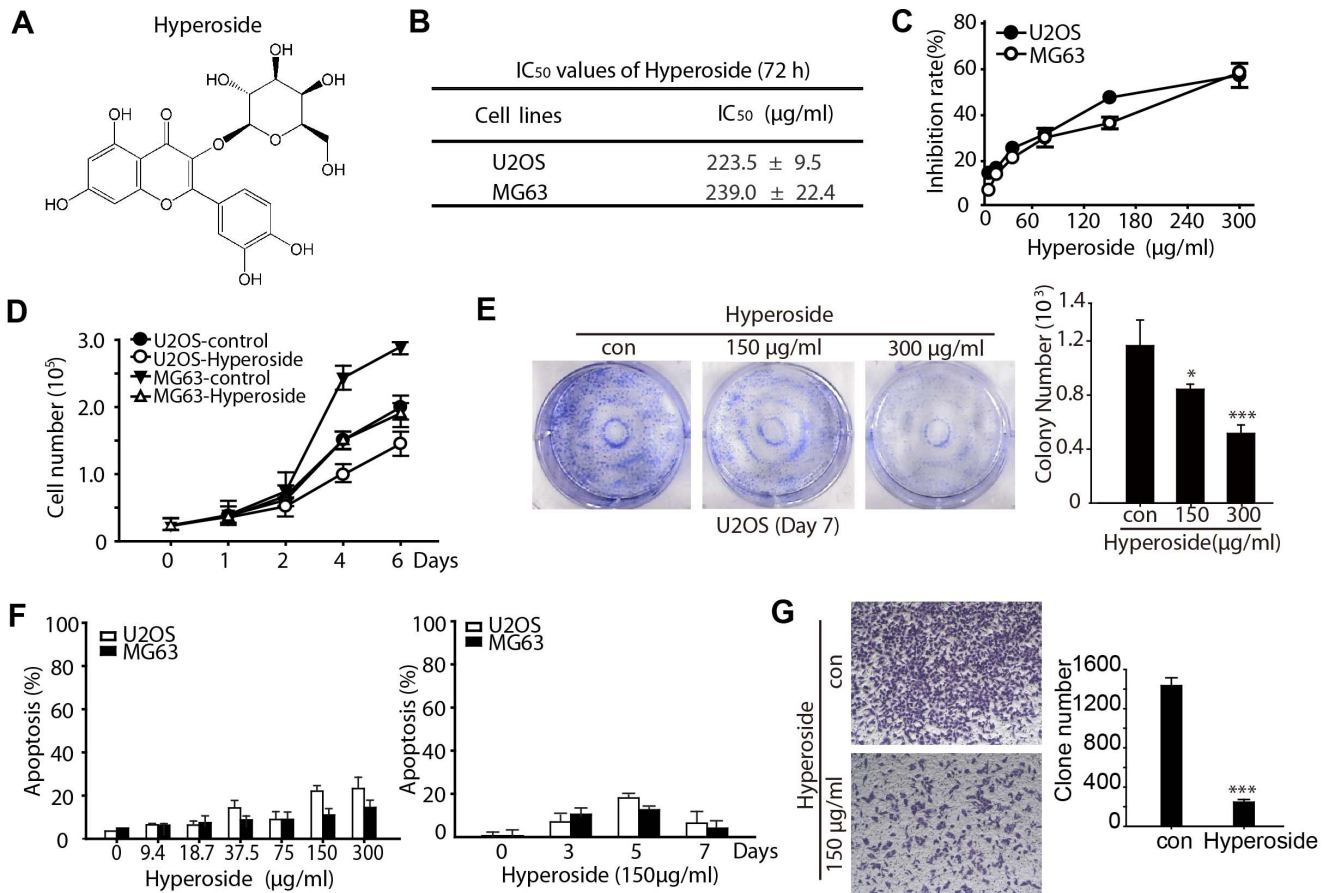 A
Hyperoside
OH
HO
OH
OH
O
O
O
OH
HO
O
OH
OH
B
IC50 values of Hyperoside (72 h)
Cell lines IC50 (μg/ml)
U2OS 223.5 ± 9.5
MG63 239.0 ± 22.4
C
80
60
40
20
0
Inhibition rate(%)
U2OS
MG63
0 60 120 180 240 300
Hyperoside (μg/ml)
D
3.0
2.0
1.0
0
Cell number (10⁵)
U2OS-control
U2OS-Hyperoside
MG63-control
MG63-Hyperoside
0 1 2 4 6 Days
E
Hyperoside
con 150 μg/ml 300 μg/ml
U2OS (Day 7)
Colony Number (10³)
1.4
1.2
0.8
0.4
0
*
***
con 150 300
Hyperoside(μg/ml)
F
100
80
60
40
20
0
Apoptosis (%)
U2OS
MG63
0 9.4 18.7 37.5 75 150 300
Hyperoside (μg/ml)
100
80
60
40
20
0
Apoptosis (%)
U2OS
MG63
0 3 5 7 Days
Hyperoside (150μg/ml)
G
Hyperoside
con
150 μg/ml
Clone number
1600
1200
800
400
0
***
con Hyperoside